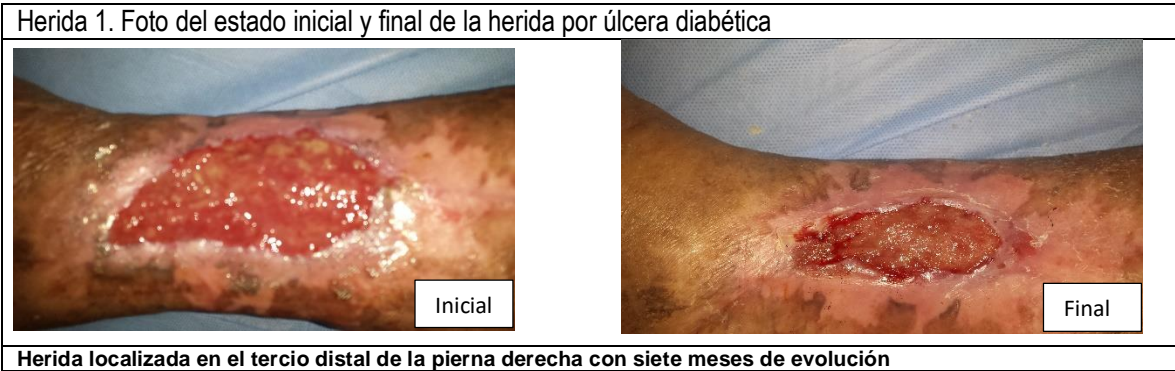 Herida 1. Foto del estado inicial y final de la herida por úlcera diabética
Inicial
Final
Herida localizada en el tercio distal de la pierna derecha con siete meses de evolución